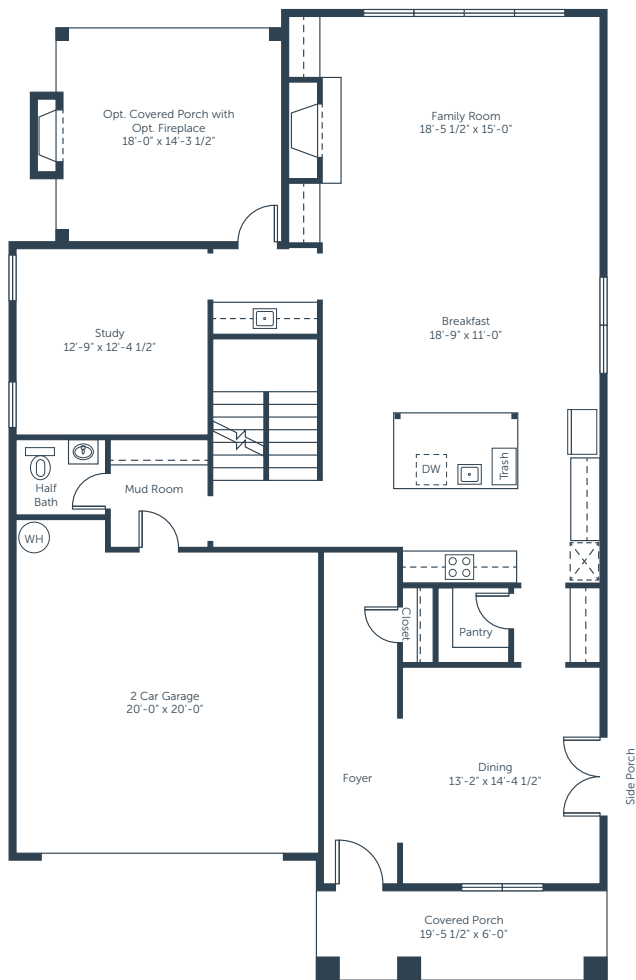 Opt. Covered Porch with
Opt. Fireplace
18'-0" x 14'-3 1/2"
Family Room
18'-5 1/2" x 15'-0"
Study
12'-9" x 12'-4 1/2"
Breakfast
18'-9" x 11'-0"
DW
Trash
Half
Bath
Mud Room
WH
Closet
Pantry
2 Car Garage
20'-0" x 20'-0"
Foyer
Dining
13'-2" x 14'-4 1/2"
Side Porch
Covered Porch
19'-5 1/2" x 6'-0"